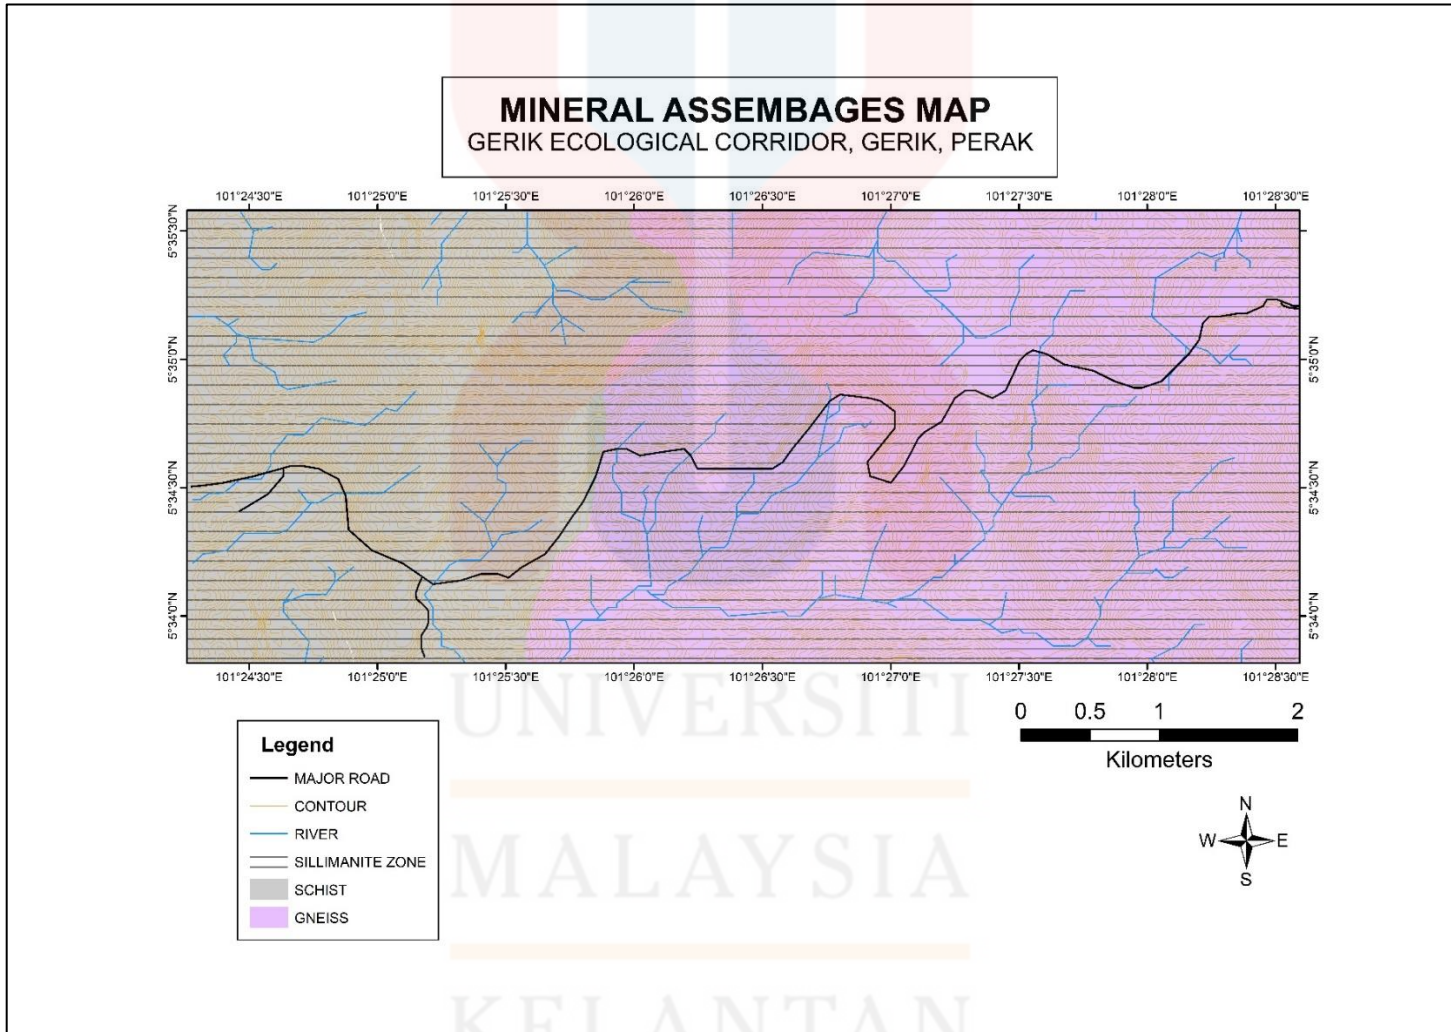 MINERAL ASSEMBAGES MAP
GERIK ECOLOGICAL CORRIDOR, GERIK, PERAK
101°24'30"E 101°25'0"E 101°25'30"E 101°26'0"E 101°26'30"E 101°27'0"E 101°27'30"E 101°28'0"E 101°28'30"E
5°35'30"N 5°35'30"N
5°35'0"N 5°35'0"N
5°34'30"N 5°34'30"N
5°34'0"N 5°34'0"N
101°24'30"E 101°25'0"E 101°25'30"E 101°26'0"E 101°26'30"E 101°27'0"E 101°27'30"E 101°28'0"E 101°28'30"E
Legend
MAJOR ROAD
CONTOUR
RIVER
SILLIMANITE ZONE
SCHIST
GNEISS
0 0.5 1 2
Kilometers
N
W E
S
UNIVERSITI
MALAYSIA
KELANTAN